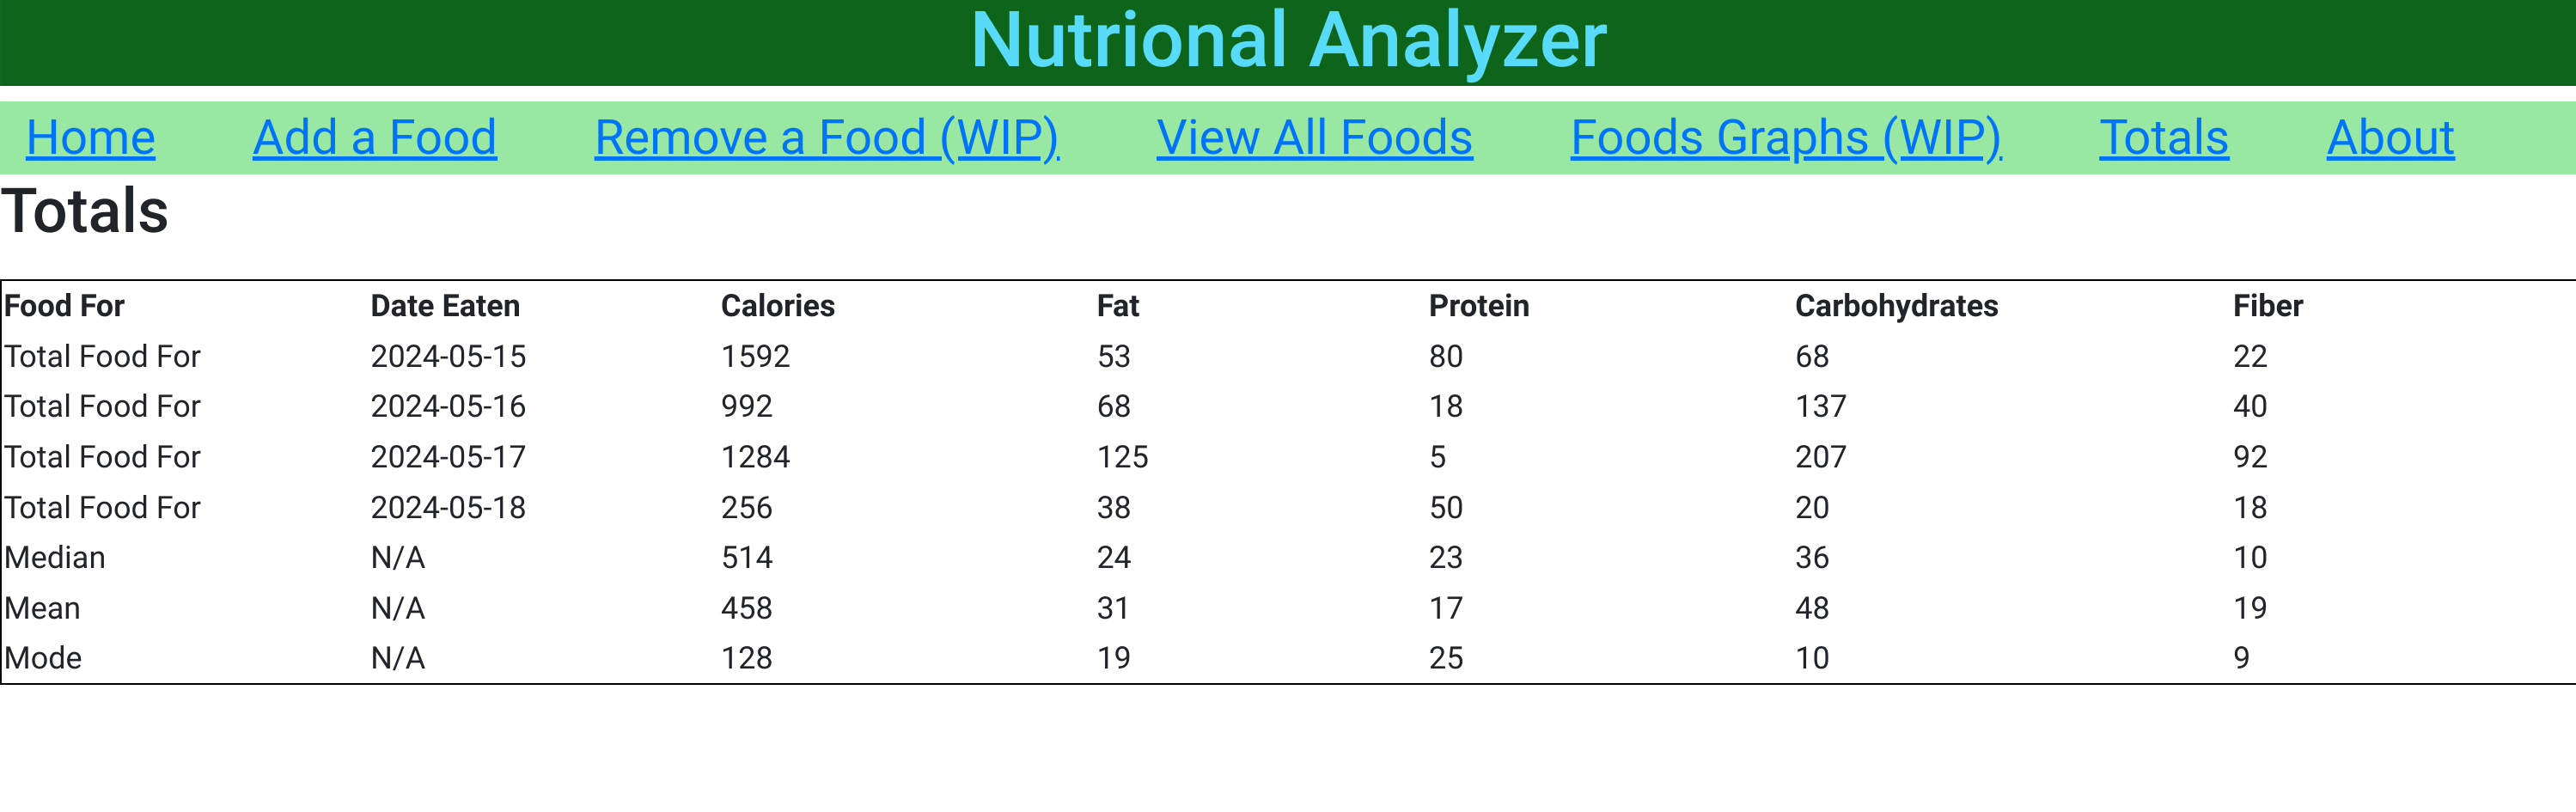 Nutrional Analyzer
Home Add a Food Remove a Food (WIP) View All Foods Foods Graphs (WIP) Totals About
Totals
Food For Date Eaten Calories Fat Protein Carbohydrates Fiber
Total Food For 2024-05-15 1592 53 80 68 22
Total Food For 2024-05-16 992 68 18 137 40
Total Food For 2024-05-17 1284 125 5 207 92
Total Food For 2024-05-18 256 38 50 20 18
Median N/A 514 24 23 36 10
Mean N/A 458 31 17 48 19
Mode N/A 128 19 25 10 9